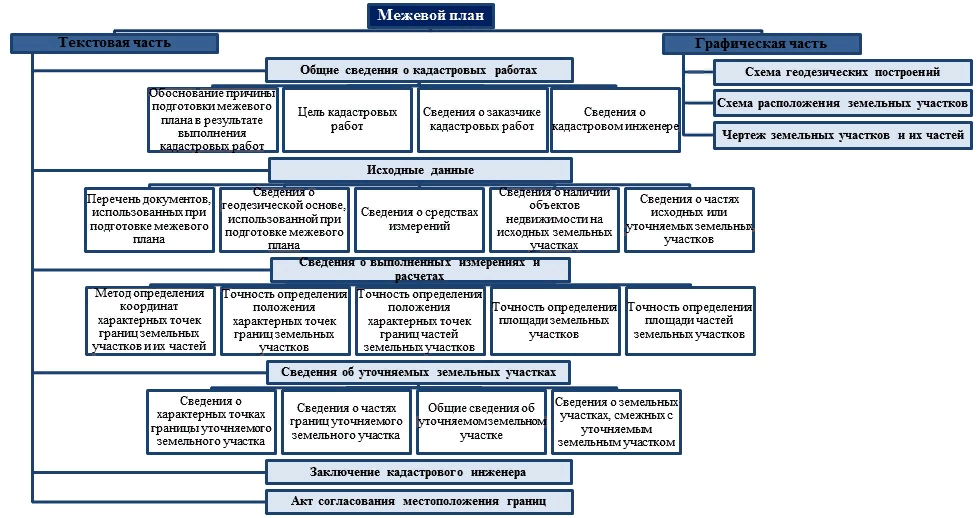 Межевой план
Текстовая часть
Графическая часть
Общие сведения о кадастровых работах
Схема геодезических построений
Схема расположения земельных участков
Чертеж земельных участков и их частей
Обоснование причины
подготовки межевого
плана в результате
выполнения
кадастровых работ
Цель кадастровых
работ
Сведения о заказчике
кадастровых работ
Сведения о
кадастровом инженере
Исходные данные
Перечень документов,
использованных при
подготовке межевого
плана
Сведения о
геодезической основе,
использованной при
подготовке межевого
плана
Сведения о средствах
измерений
Сведения о наличии
объектов
недвижимости на
исходных земельных
участках
Сведения о частях
исходных или
уточняемых земельных
участков
Сведения о выполненных измерениях и
расчетах
Метод определения
координат
характерных точек
границ земельных
участков и их частей
Точность определения
положения
характерных точек
границ земельных
участков
Точность определения
положения
характерных точек
границ частей
земельных участков
Точность определения
площади земельных
участков
Точность определения
площади частей
земельных участков
Сведения об уточняемых земельных участках
Сведения о
характерных точках
границы уточняемого
земельного участка
Сведения о частях
границ уточняемого
земельного участка
Общие сведения об
уточняемом земельном
участке
Сведения о земельных
участках, смежных с
уточняемым
земельным участком
Заключение кадастрового инженера
Акт согласования местоположения границ